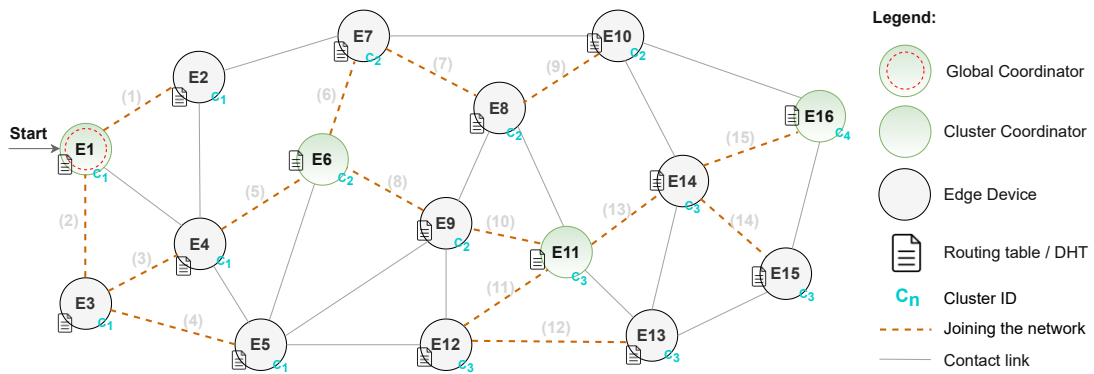 E7
C2
E10
C2
(7)
(9)
Legend:
E2
C1
(1)
(6)
E8
C2
Global Coordinator
Start
E1
C1
E6
C2
E16
C4
(15)
Cluster Coordinator
(5)
(8)
E14
C3
(2)
E9
C2
(10)
(13)
(14)
Edge Device
E4
C1
(3)
E11
C3
Routing table / DHT
E15
C3
(11)
Cn
Cluster ID
E3
C1
(4)
(12)
Joining the network
E5
C1
E12
C3
E13
C3
Contact link